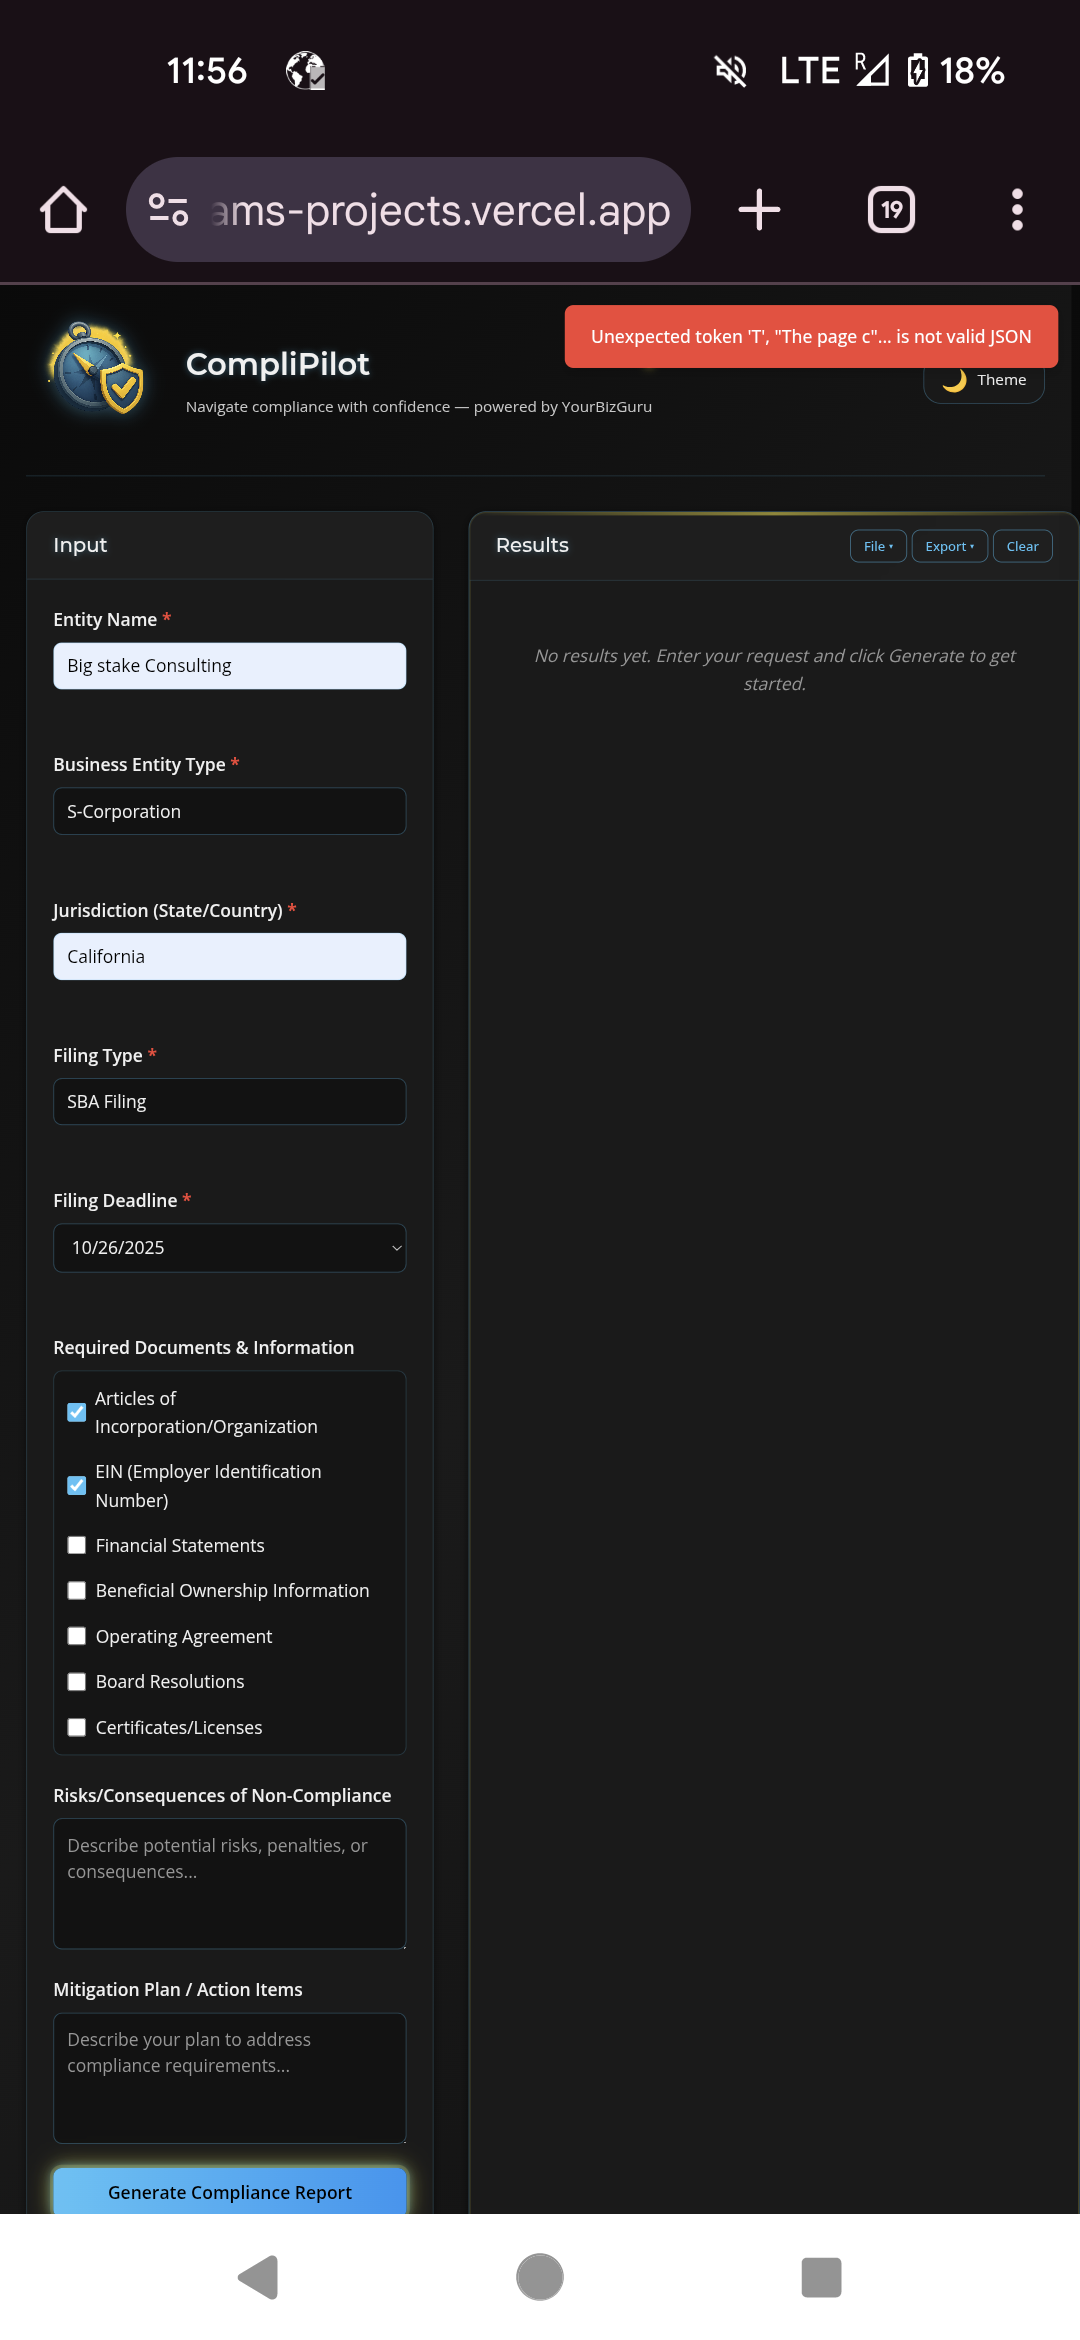 11:56
LTE R 18%
ams-projects.vercel.app
19
Unexpected token 'T', "The page c"... is not valid JSON
CompliPilot
Navigate compliance with confidence — powered by YourBizGuru
Theme
Input
Entity Name *
Big stake Consulting
Business Entity Type *
S-Corporation
Jurisdiction (State/Country) *
California
Filing Type *
SBA Filing
Filing Deadline *
10/26/2025
Required Documents & Information
Articles of
Incorporation/Organization
EIN (Employer Identification
Number)
Financial Statements
Beneficial Ownership Information
Operating Agreement
Board Resolutions
Certificates/Licenses
Risks/Consequences of Non-Compliance
Describe potential risks, penalties, or
consequences...
Mitigation Plan / Action Items
Describe your plan to address
compliance requirements...
Generate Compliance Report
Results
File ▾
Export ▾
Clear
No results yet. Enter your request and click Generate to get
started.